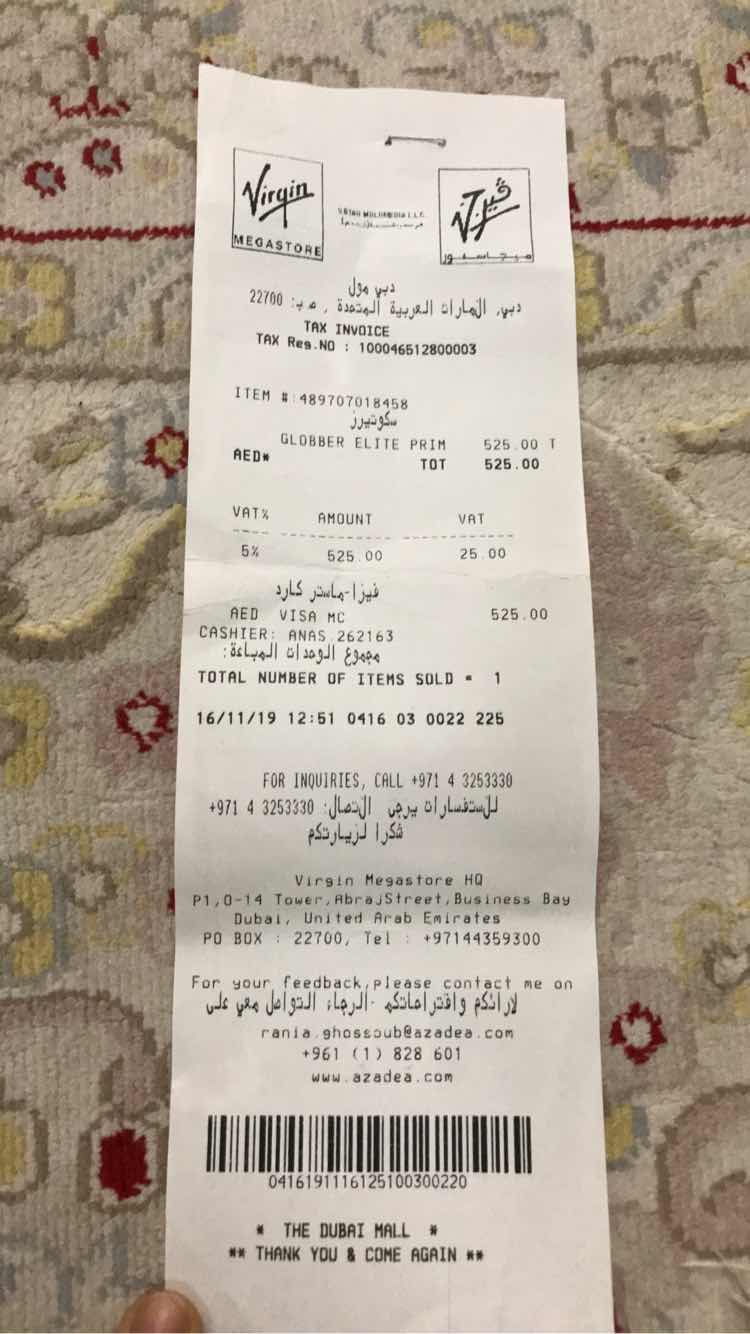 Virgin
MEGASTORE
ڤيرجن
ميجاستور
دبي مول
دبي, الامارات العربية المتحدة , ص ب: 22700
TAX INVOICE
TAX Reg.NO : 100046512800003
ITEM # 489707018458
سكوتيرز
GLOBBER ELITE PRIM 525.00 T
AED* TOT 525.00
VAT% AMOUNT VAT
5% 525.00 25.00
فيزا-ماستر كارد
AED VISA MC 525.00
CASHIER: ANAS 262163
مجموع الوحدات المباعة:
TOTAL NUMBER OF ITEMS SOLD = 1
16/11/19 12:51 0416 03 0022 225
FOR INQUIRIES, CALL +971 4 3253330
للاستفسارات يرجى الاتصال: 3253330 4 971+
شكرا لزيارتكم
Virgin Megastore HQ
P1,O-14 Tower,AbrajStreet,Business Bay
Dubai, United Arab Emirates
PO BOX : 22700, Tel : +97144359300
For your feedback,please contact me on
لارائكم واقتراحاتكم -الرجاء التواصل معي على
rania.ghossoub@azadea.com
+961 (1) 828 601
www.azadea.com
0416191116125100300220
* THE DUBAI MALL *
** THANK YOU & COME AGAIN **